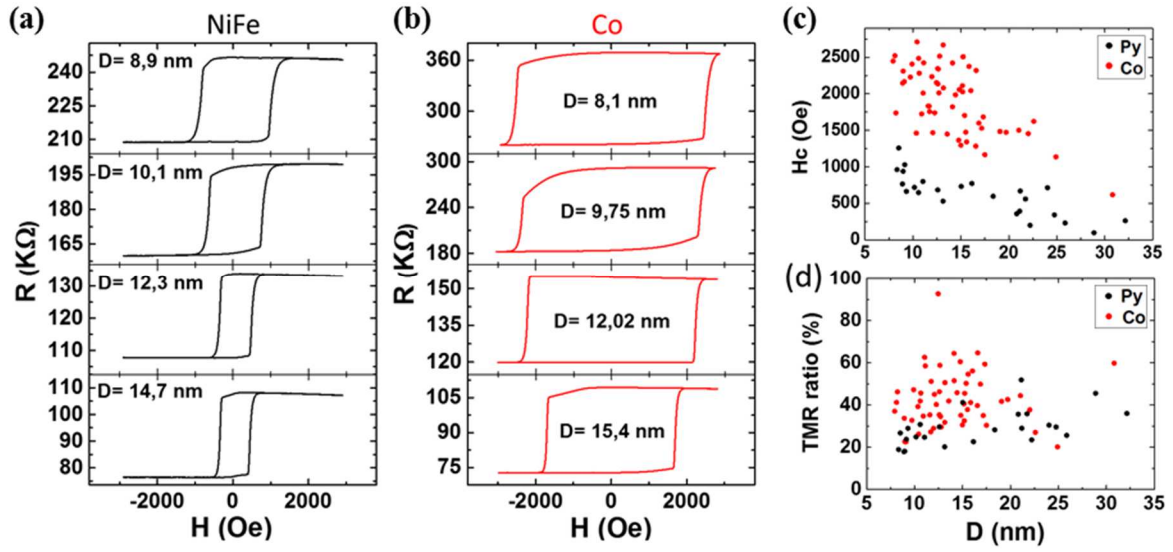 (a)
NiFe
D= 8,9 nm
240
225
210
D= 10,1 nm
195
180
165
D= 12,3 nm
130
120
110
D= 14,7 nm
110
100
90
80
R (KΩ)
-2000
0
2000
H (Oe)
(b)
Co
360
330
300
D= 8,1 nm
300
270
240
210
180
D= 9,75 nm
150
135
120
D= 12,02 nm
105
90
75
D= 15,4 nm
R (KΩ)
-2000
0
2000
H (Oe)
(c)
Py
Co
2500
2000
1500
1000
500
0
Hc (Oe)
5
10
15
20
25
30
35
(d)
Py
Co
100
80
60
40
20
0
TMR ratio (%)
5
10
15
20
25
30
35
D (nm)